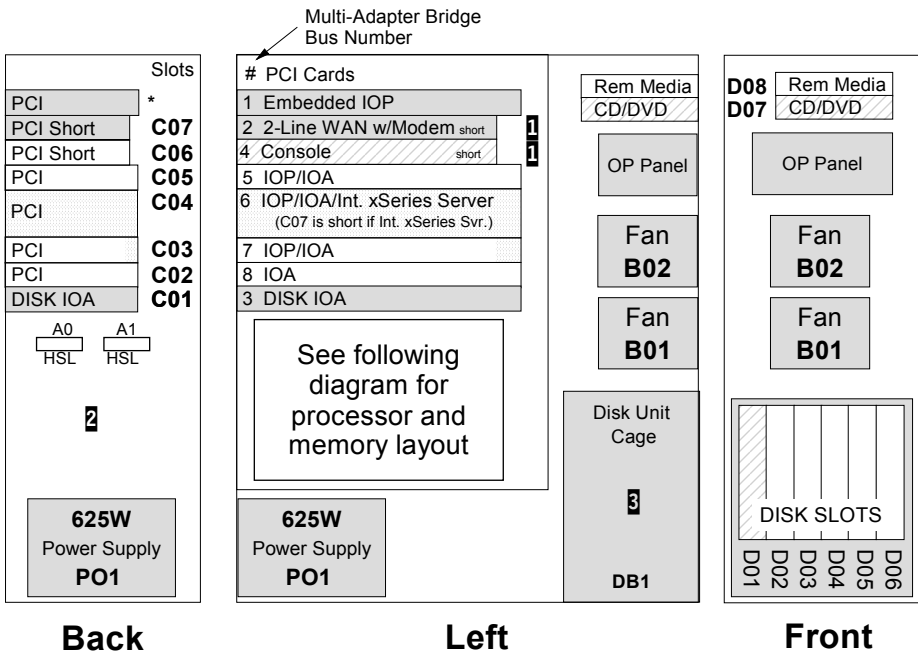 Multi-Adapter Bridge
Bus Number
Slots
PCI *
PCI Short C07
PCI Short C06
PCI C05
PCI C04
PCI C03
PCI C02
DISK IOA C01
A0 A1
HSL HSL
2
625W
Power Supply
PO1
Back
# PCI Cards
1 Embedded IOP
2 2-Line WAN w/Modem short 1
4 Console short 1
5 IOP/IOA
6 IOP/IOA/Int. xSeries Server
(C07 is short if Int. xSeries Svr.)
7 IOP/IOA
8 IOA
3 DISK IOA
See following
diagram for
processor and
memory layout
625W
Power Supply
PO1
Rem Media
CD/DVD
OP Panel
Fan
B02
Fan
B01
Disk Unit
Cage
3
DB1
Left
D08 Rem Media
D07 CD/DVD
OP Panel
Fan
B02
Fan
B01
DISK SLOTS
D01 D02 D03 D04 D05 D06
Front